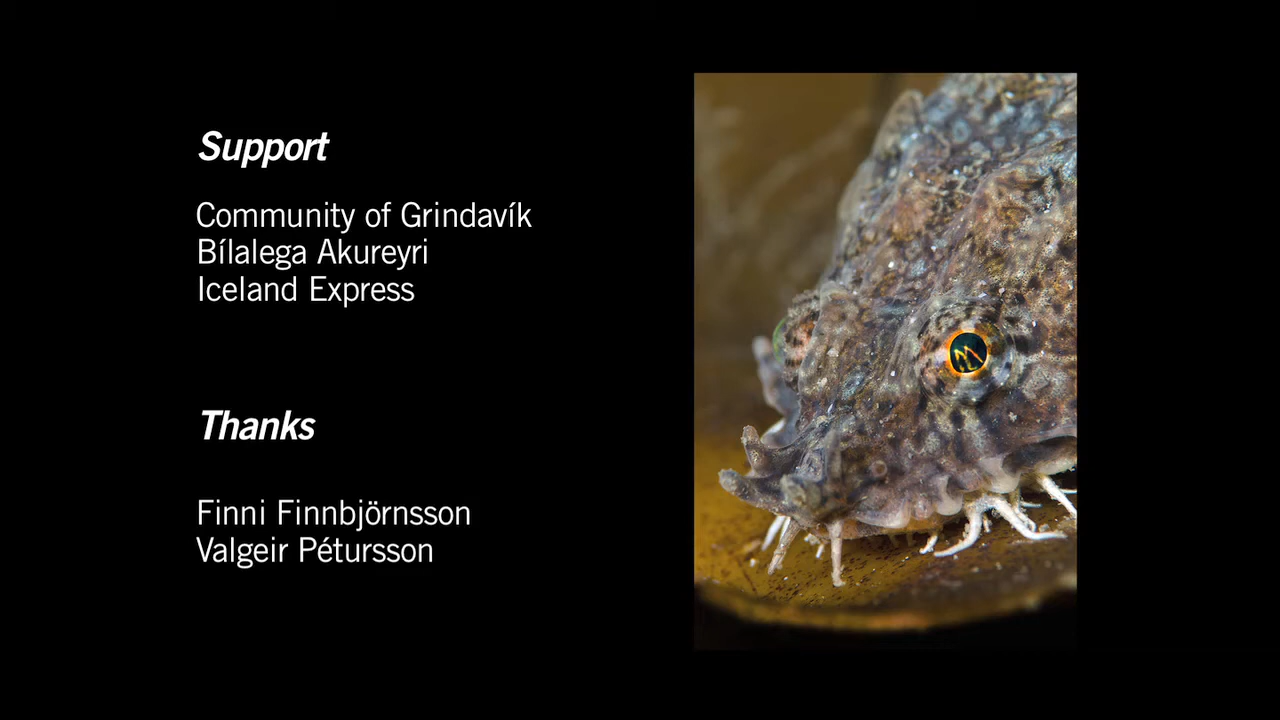 Support
Community of Grindavík
Bílalega Akureyri
Iceland Express
Thanks
Finni Finnbjörnsson
Valgeir Pétursson